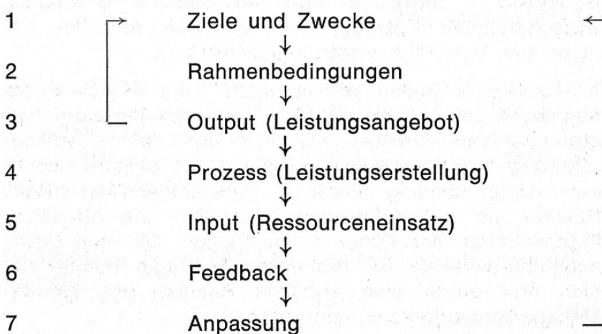 1 Ziele und Zwecke
2 Rahmenbedingungen
3 Output (Leistungsangebot)
4 Prozess (Leistungserstellung)
5 Input (Ressourceneinsatz)
6 Feedback
7 Anpassung